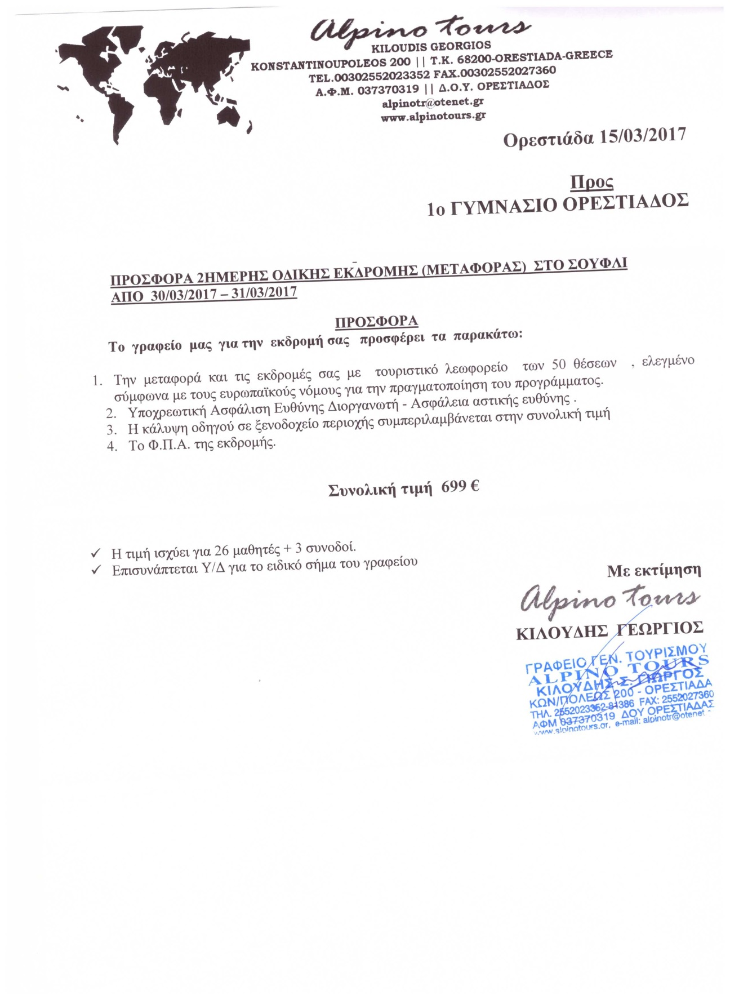 Alpino tours
KILOUDIS GEORGIOS
KONSTANTINOUPOLEOS 200 || T.K. 68200-ORESTIADA-GREECE
TEL.00302552023352 FAX.00302552027360
Α.Φ.Μ. 037370319 || Δ.Ο.Υ. ΟΡΕΣΤΙΑΔΟΣ
alpinotr@otenet.gr
www.alpinotours.gr
Ορεστιάδα 15/03/2017
Προς
1ο ΓΥΜΝΑΣΙΟ ΟΡΕΣΤΙΑΔΟΣ
ΠΡΟΣΦΟΡΑ 2ΗΜΕΡΗΣ ΟΔΙΚΗΣ ΕΚΔΡΟΜΗΣ (ΜΕΤΑΦΟΡΑΣ) ΣΤΟ ΣΟΥΦΛΙ
ΑΠΟ 30/03/2017 – 31/03/2017
ΠΡΟΣΦΟΡΑ
Το γραφείο μας για την εκδρομή σας προσφέρει τα παρακάτω:
1. Την μεταφορά και τις εκδρομές σας με τουριστικό λεωφορείο των 50 θέσεων , ελεγμένο
σύμφωνα με τους ευρωπαϊκούς νόμους για την πραγματοποίηση του προγράμματος.
2. Υποχρεωτική Ασφάλιση Ευθύνης Διοργανωτή - Ασφάλεια αστικής ευθύνης .
3. Η κάλυψη οδηγού σε ξενοδοχείο περιοχής συμπεριλαμβάνεται στην συνολική τιμή
4. Το Φ.Π.Α. της εκδρομής.
Συνολική τιμή 699 €
✓ Η τιμή ισχύει για 26 μαθητές + 3 συνοδοί.
✓ Επισυνάπτεται Υ/Δ για το ειδικό σήμα του γραφείου
Με εκτίμηση
Alpino tours
ΚΙΛΟΥΔΗΣ ΓΕΩΡΓΙΟΣ
ΓΡΑΦΕΙΟ ΓΕΝ. ΤΟΥΡΙΣΜΟΥ
ALPINO TOURS
ΚΙΛΟΥΔΗΣ Σ. ΓΙΩΡΓΟΣ
ΚΩΝ/ΠΟΛΕΩΣ 200 - ΟΡΕΣΤΙΑΔΑ
ΤΗΛ. 2552023352-81386 FAX: 2552027360
ΑΦΜ 037370319 ΔΟΥ ΟΡΕΣΤΙΑΔΑΣ
www.alpinotours.gr, e-mail: alpinotr@otenet